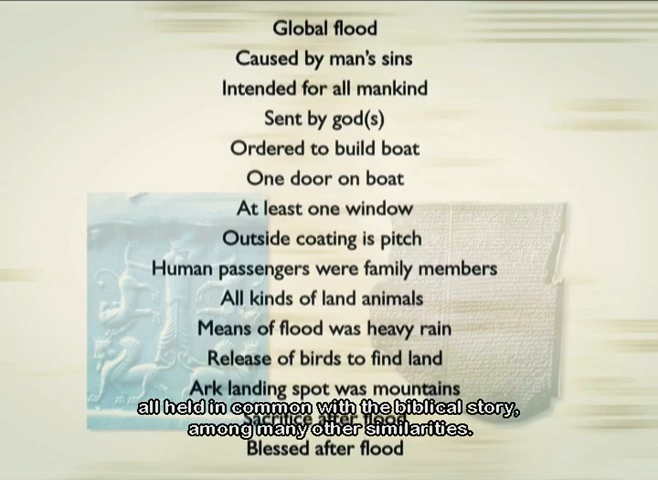 Global flood
Caused by man's sins
Intended for all mankind
Sent by god(s)
Ordered to build boat
One door on boat
At least one window
Outside coating is pitch
Human passengers were family members
All kinds of land animals
Means of flood was heavy rain
Release of birds to find land
Ark landing spot was mountains
all held in common with the biblical story,
Sacrifice after flood
among many other similarities.
Blessed after flood